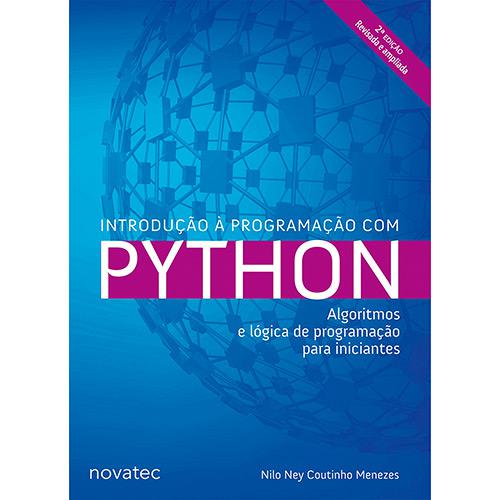 2ª EDIÇÃO
Revisada e ampliada
INTRODUÇÃO À PROGRAMAÇÃO COM
PYTHON
Algoritmos
e lógica de programação
para iniciantes
novatec
Nilo Ney Coutinho Menezes